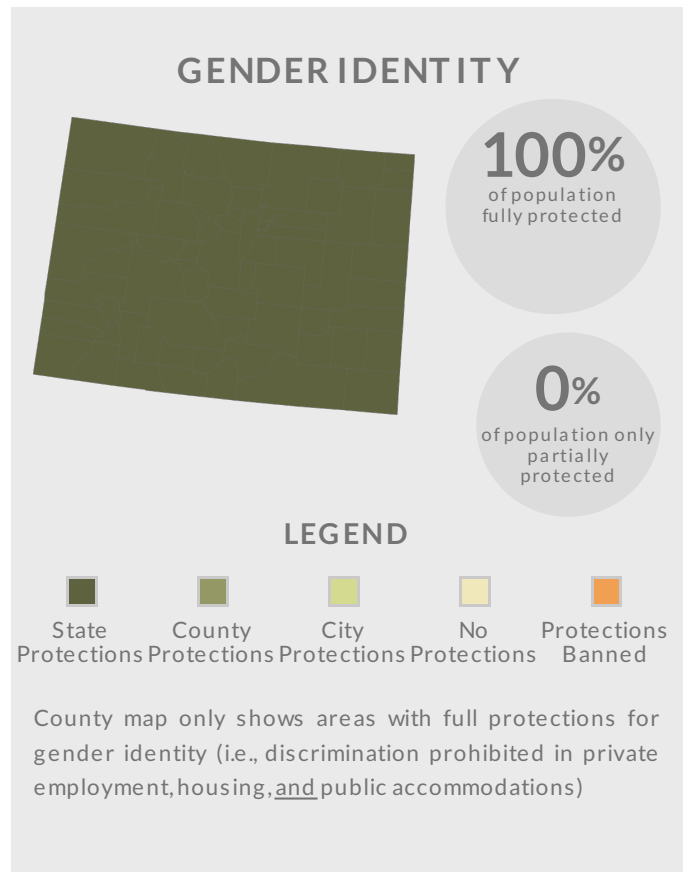 GENDER IDENTITY
100%
of population
fully protected
0%
of population only
partially
protected
LEGEND
State Protections
County Protections
City Protections
No Protections
Protections Banned
County map only shows areas with full protections for
gender identity (i.e., discrimination prohibited in private
employment, housing, and public accommodations)